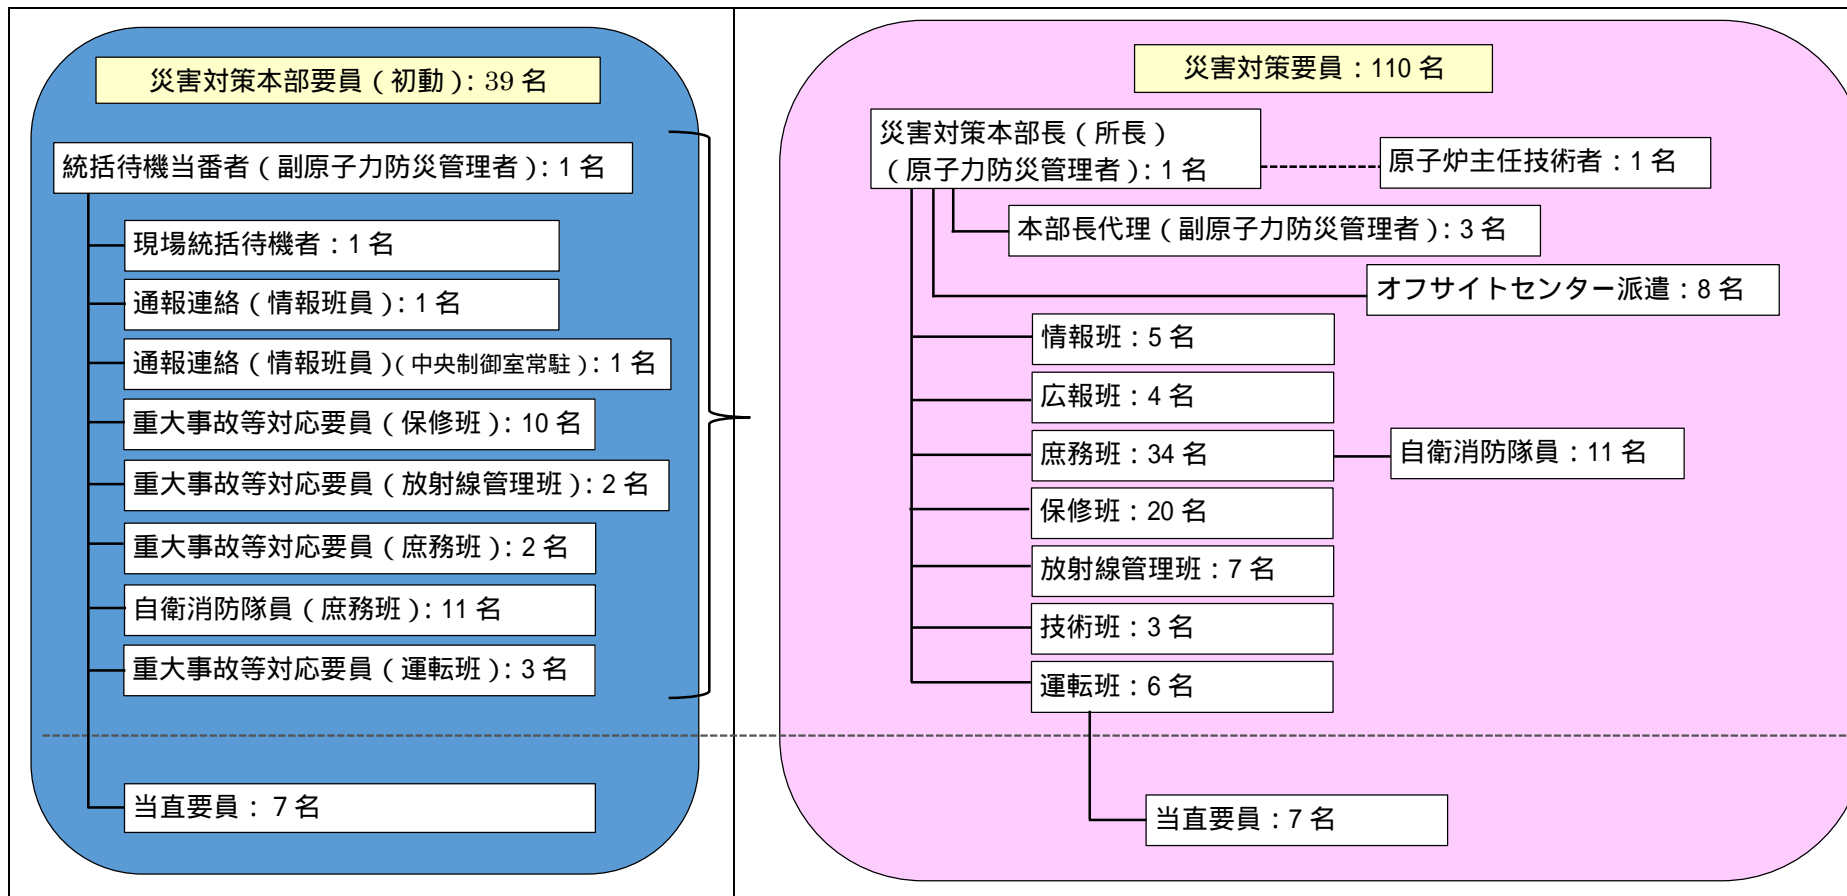 災害対策本部要員（初動）：39 名
統括待機当番者（副原子力防災管理者）：1 名
現場統括待機者：1 名
通報連絡（情報班員）：1 名
通報連絡（情報班員）（中央制御室常駐）：1 名
重大事故等対応要員（保修班）：10 名
重大事故等対応要員（放射線管理班）：2 名
重大事故等対応要員（庶務班）：2 名
自衛消防隊員（庶務班）：11 名
重大事故等対応要員（運転班）：3 名
当直要員：7 名
災害対策要員：110 名
災害対策本部長（所長）
（原子力防災管理者）：1 名
原子炉主任技術者：1 名
本部長代理（副原子力防災管理者）：3 名
オフサイトセンター派遣：8 名
情報班：5 名
広報班：4 名
庶務班：34 名
自衛消防隊員：11 名
保修班：20 名
放射線管理班：7 名
技術班：3 名
運転班：6 名
当直要員：7 名